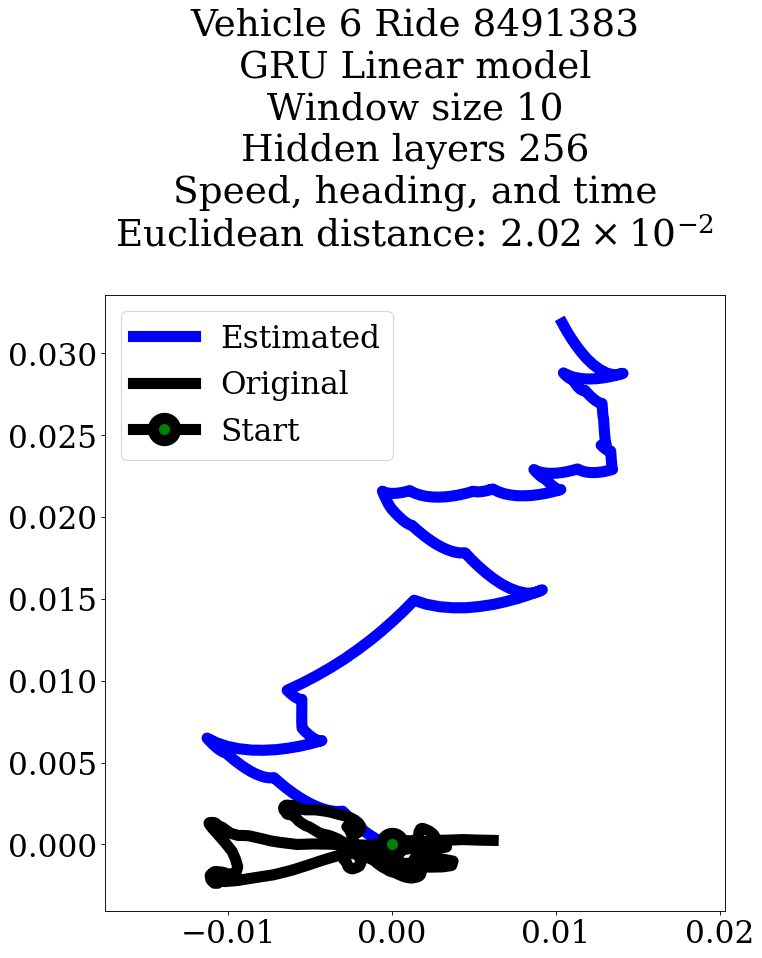 Vehicle 6 Ride 8491383
GRU Linear model
Window size 10
Hidden layers 256
Speed, heading, and time
Euclidean distance: 2.02 × 10⁻²
Estimated
Original
Start
0.030
0.025
0.020
0.015
0.010
0.005
0.000
−0.01 0.00 0.01 0.02